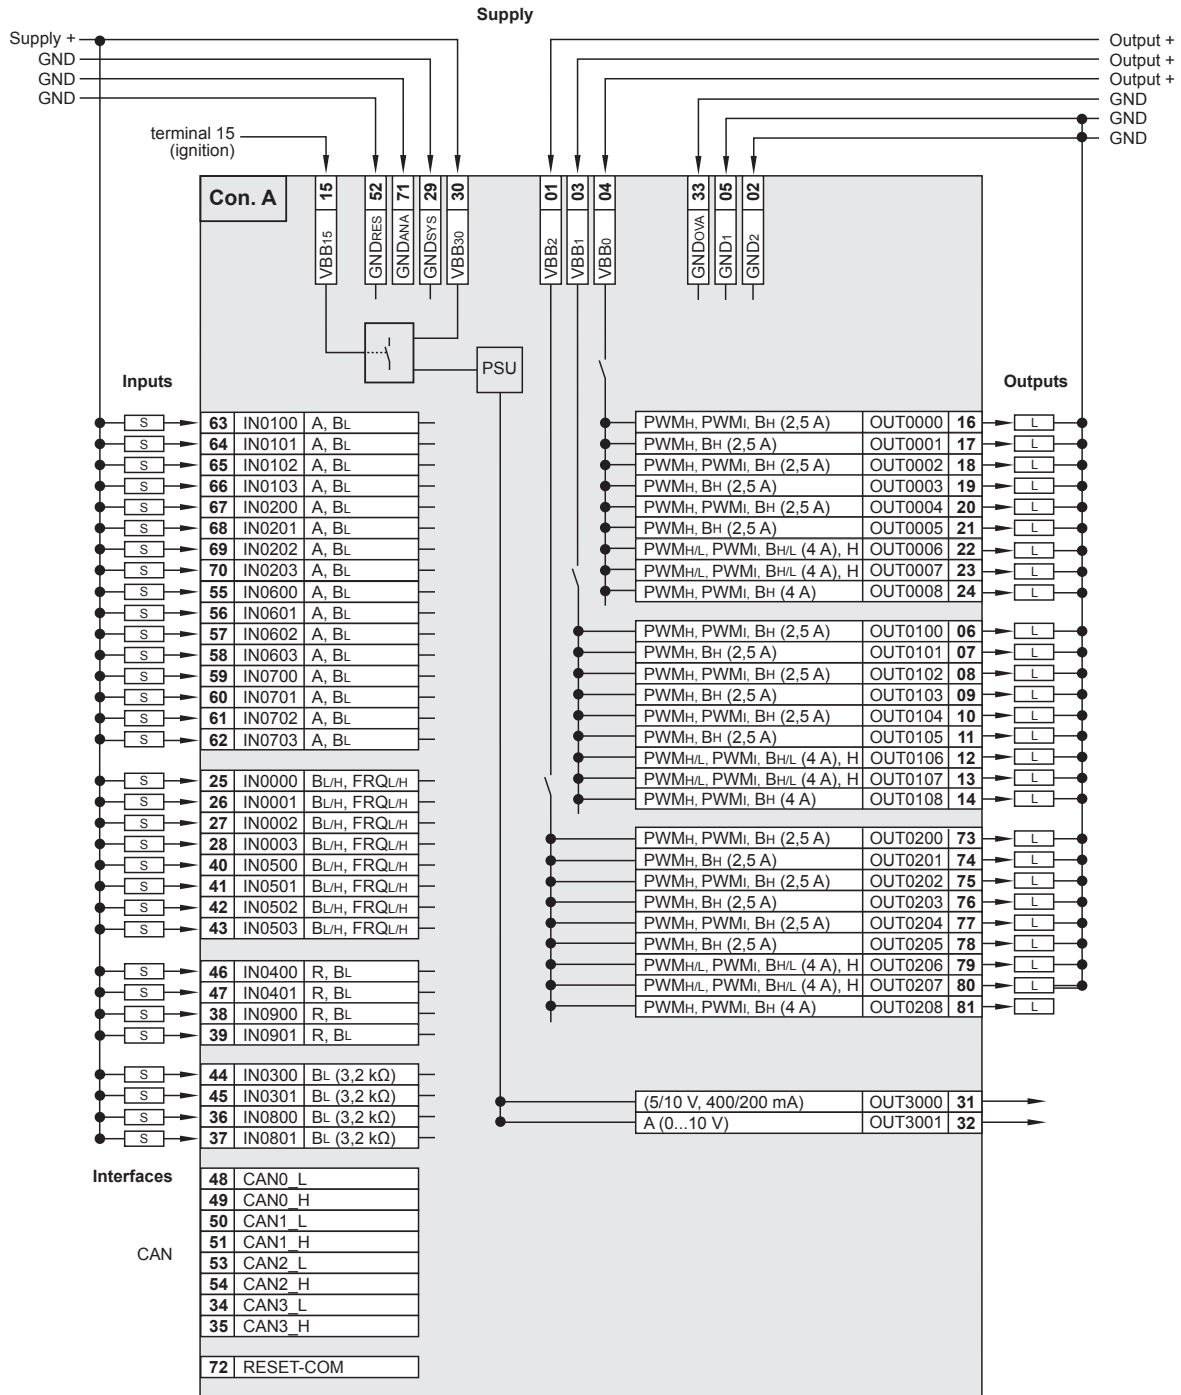 Supply
Supply +
GND
GND
GND
Output +
Output +
Output +
GND
GND
GND
terminal 15
(ignition)
Con. A
15 VBB15
52 GNDRES
71 GNDANA
29 GNDSYS
30 VBB30
01 VBB2
03 VBB1
04 VBB0
33 GNDOVA
05 GND1
02 GND2
PSU
Inputs
Outputs
S 63 IN0100 A, BL
S 64 IN0101 A, BL
S 65 IN0102 A, BL
S 66 IN0103 A, BL
S 67 IN0200 A, BL
S 68 IN0201 A, BL
S 69 IN0202 A, BL
S 70 IN0203 A, BL
S 55 IN0600 A, BL
S 56 IN0601 A, BL
S 57 IN0602 A, BL
S 58 IN0603 A, BL
S 59 IN0700 A, BL
S 60 IN0701 A, BL
S 61 IN0702 A, BL
S 62 IN0703 A, BL
S 25 IN0000 BL/H, FRQL/H
S 26 IN0001 BL/H, FRQL/H
S 27 IN0002 BL/H, FRQL/H
S 28 IN0003 BL/H, FRQL/H
S 40 IN0500 BL/H, FRQL/H
S 41 IN0501 BL/H, FRQL/H
S 42 IN0502 BL/H, FRQL/H
S 43 IN0503 BL/H, FRQL/H
S 46 IN0400 R, BL
S 47 IN0401 R, BL
S 38 IN0900 R, BL
S 39 IN0901 R, BL
S 44 IN0300 BL (3,2 kΩ)
S 45 IN0301 BL (3,2 kΩ)
S 36 IN0800 BL (3,2 kΩ)
S 37 IN0801 BL (3,2 kΩ)
PWMH, PWMI, BH (2,5 A) OUT0000 16 L
PWMH, BH (2,5 A) OUT0001 17 L
PWMH, PWMI, BH (2,5 A) OUT0002 18 L
PWMH, BH (2,5 A) OUT0003 19 L
PWMH, PWMI, BH (2,5 A) OUT0004 20 L
PWMH, BH (2,5 A) OUT0005 21 L
PWMH/L, PWMI, BH/L (4 A), H OUT0006 22 L
PWMH/L, PWMI, BH/L (4 A), H OUT0007 23 L
PWMH, PWMI, BH (4 A) OUT0008 24 L
PWMH, PWMI, BH (2,5 A) OUT0100 06 L
PWMH, BH (2,5 A) OUT0101 07 L
PWMH, PWMI, BH (2,5 A) OUT0102 08 L
PWMH, BH (2,5 A) OUT0103 09 L
PWMH, PWMI, BH (2,5 A) OUT0104 10 L
PWMH, BH (2,5 A) OUT0105 11 L
PWMH/L, PWMI, BH/L (4 A), H OUT0106 12 L
PWMH/L, PWMI, BH/L (4 A), H OUT0107 13 L
PWMH, PWMI, BH (4 A) OUT0108 14 L
PWMH, PWMI, BH (2,5 A) OUT0200 73 L
PWMH, BH (2,5 A) OUT0201 74 L
PWMH, PWMI, BH (2,5 A) OUT0202 75 L
PWMH, BH (2,5 A) OUT0203 76 L
PWMH, PWMI, BH (2,5 A) OUT0204 77 L
PWMH, BH (2,5 A) OUT0205 78 L
PWMH/L, PWMI, BH/L (4 A), H OUT0206 79 L
PWMH/L, PWMI, BH/L (4 A), H OUT0207 80 L
PWMH, PWMI, BH (4 A) OUT0208 81 L
(5/10 V, 400/200 mA) OUT3000 31
A (0...10 V) OUT3001 32
Interfaces
CAN
48 CAN0_L
49 CAN0_H
50 CAN1_L
51 CAN1_H
53 CAN2_L
54 CAN2_H
34 CAN3_L
35 CAN3_H
72 RESET-COM